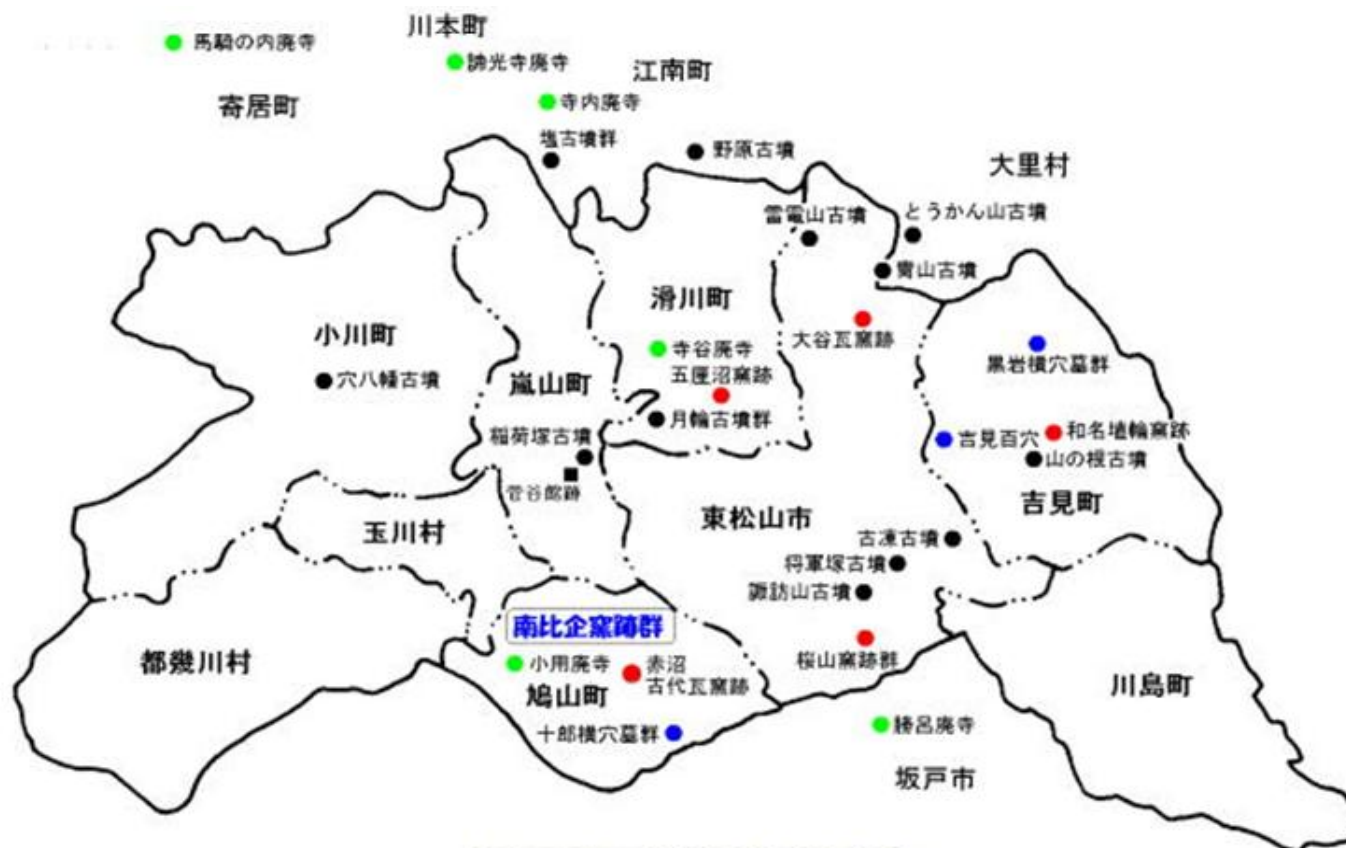 川本町
馬騎の内廃寺
諦光寺廃寺
江南町
寄居町
寺内廃寺
塩古墳群
野原古墳
大里村
雷電山古墳
とうかん山古墳
冑山古墳
滑川町
小川町
大谷瓦窯跡
寺谷廃寺
黒岩横穴墓群
五厘沼窯跡
穴八幡古墳
嵐山町
月輪古墳群
稲荷塚古墳
吉見百穴
和名埴輪窯跡
山の根古墳
菅谷館跡
吉見町
東松山市
玉川村
古凍古墳
将軍塚古墳
諏訪山古墳
南比企窯跡群
都幾川村
小用廃寺
赤沼
古代瓦窯跡
桜山窯跡群
鳩山町
川島町
十郎横穴墓群
勝呂廃寺
坂戸市